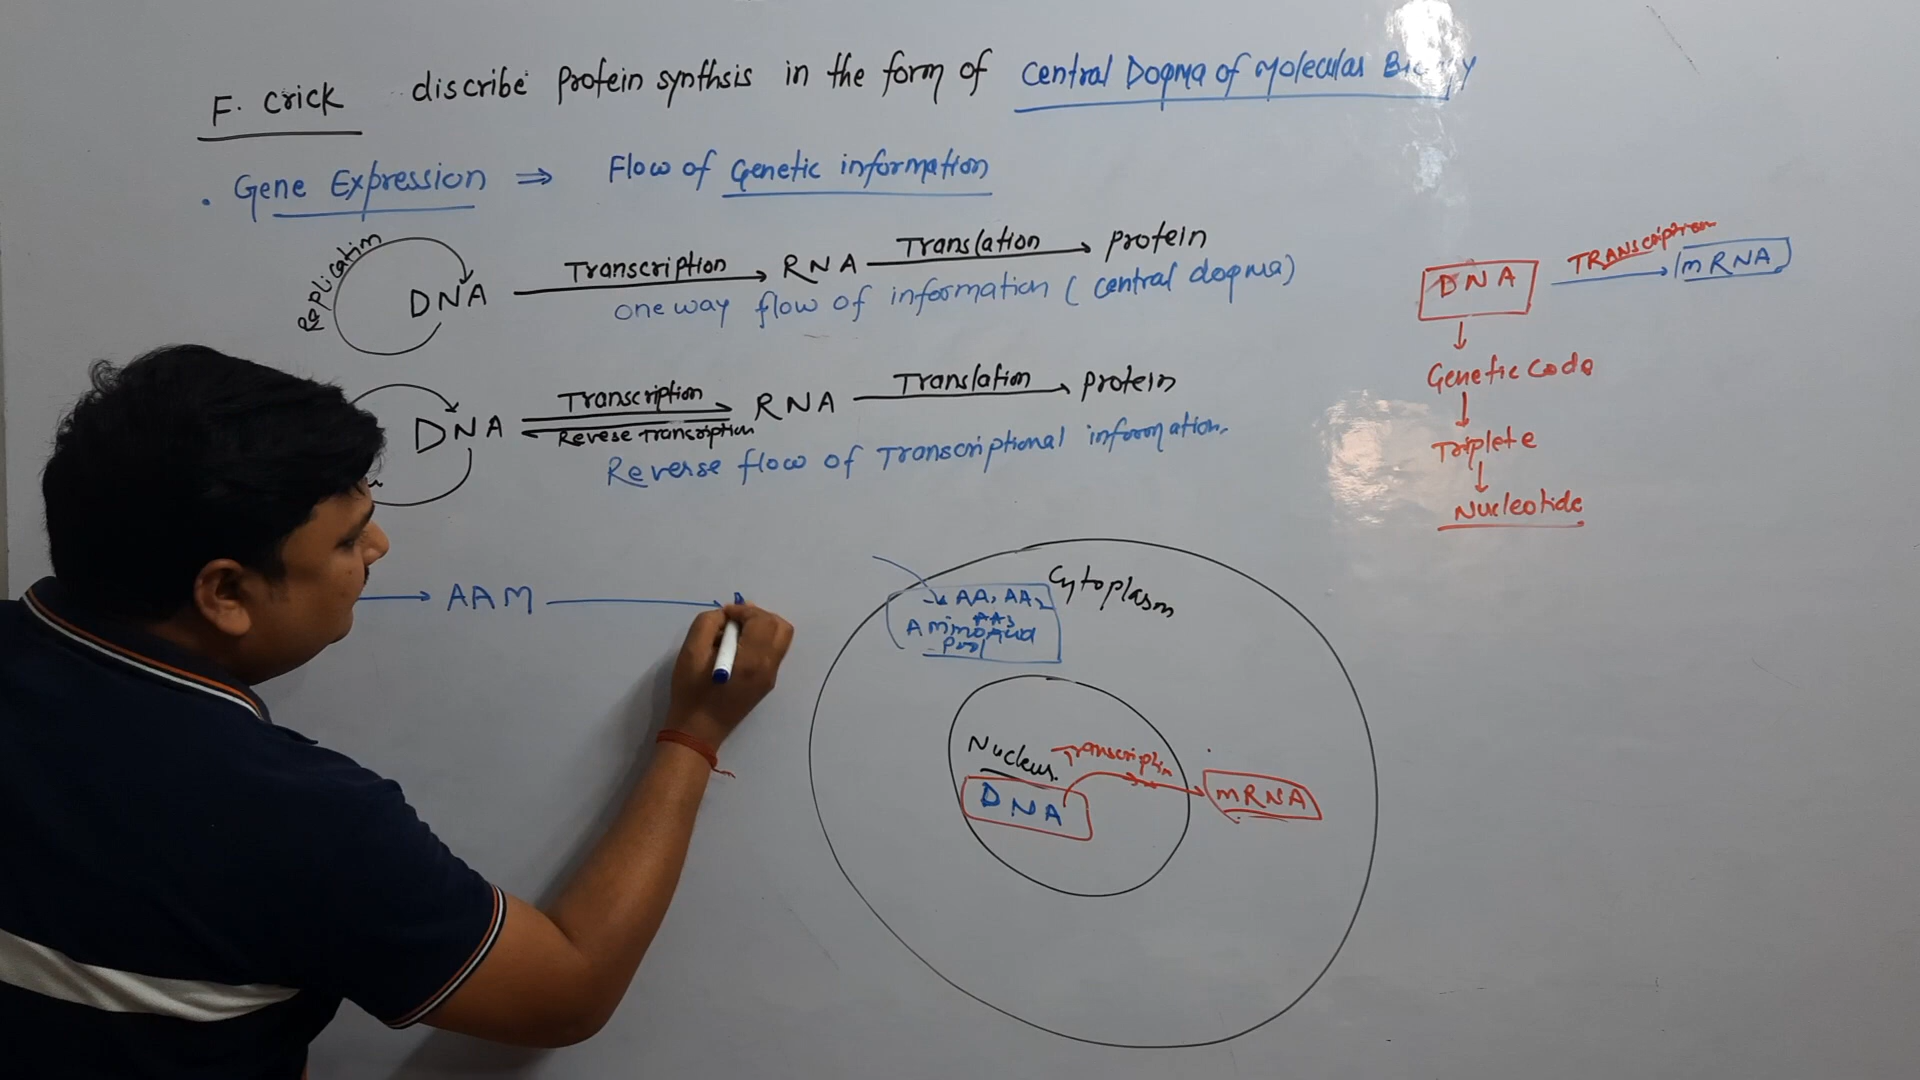 F. Crick discribe Protein synthsis in the form of Central Dogma of Molecular
. Gene Expression ⇒ Flow of Genetic information
Replication
DNA Transcription RNA Translation protein
one way flow of information (central dogma)
DNA Transcription RNA Translation protein
Revese Transcription
Reverse flow of Transcriptional information.
DNA TRANSCription mRNA
Genetic Code
Triplete
Nucleotide
→ AAM →
Cytoplasm
AA, AA2
AA3
Amino Acid
Pool
Nucleus Transcription
DNA mRNA